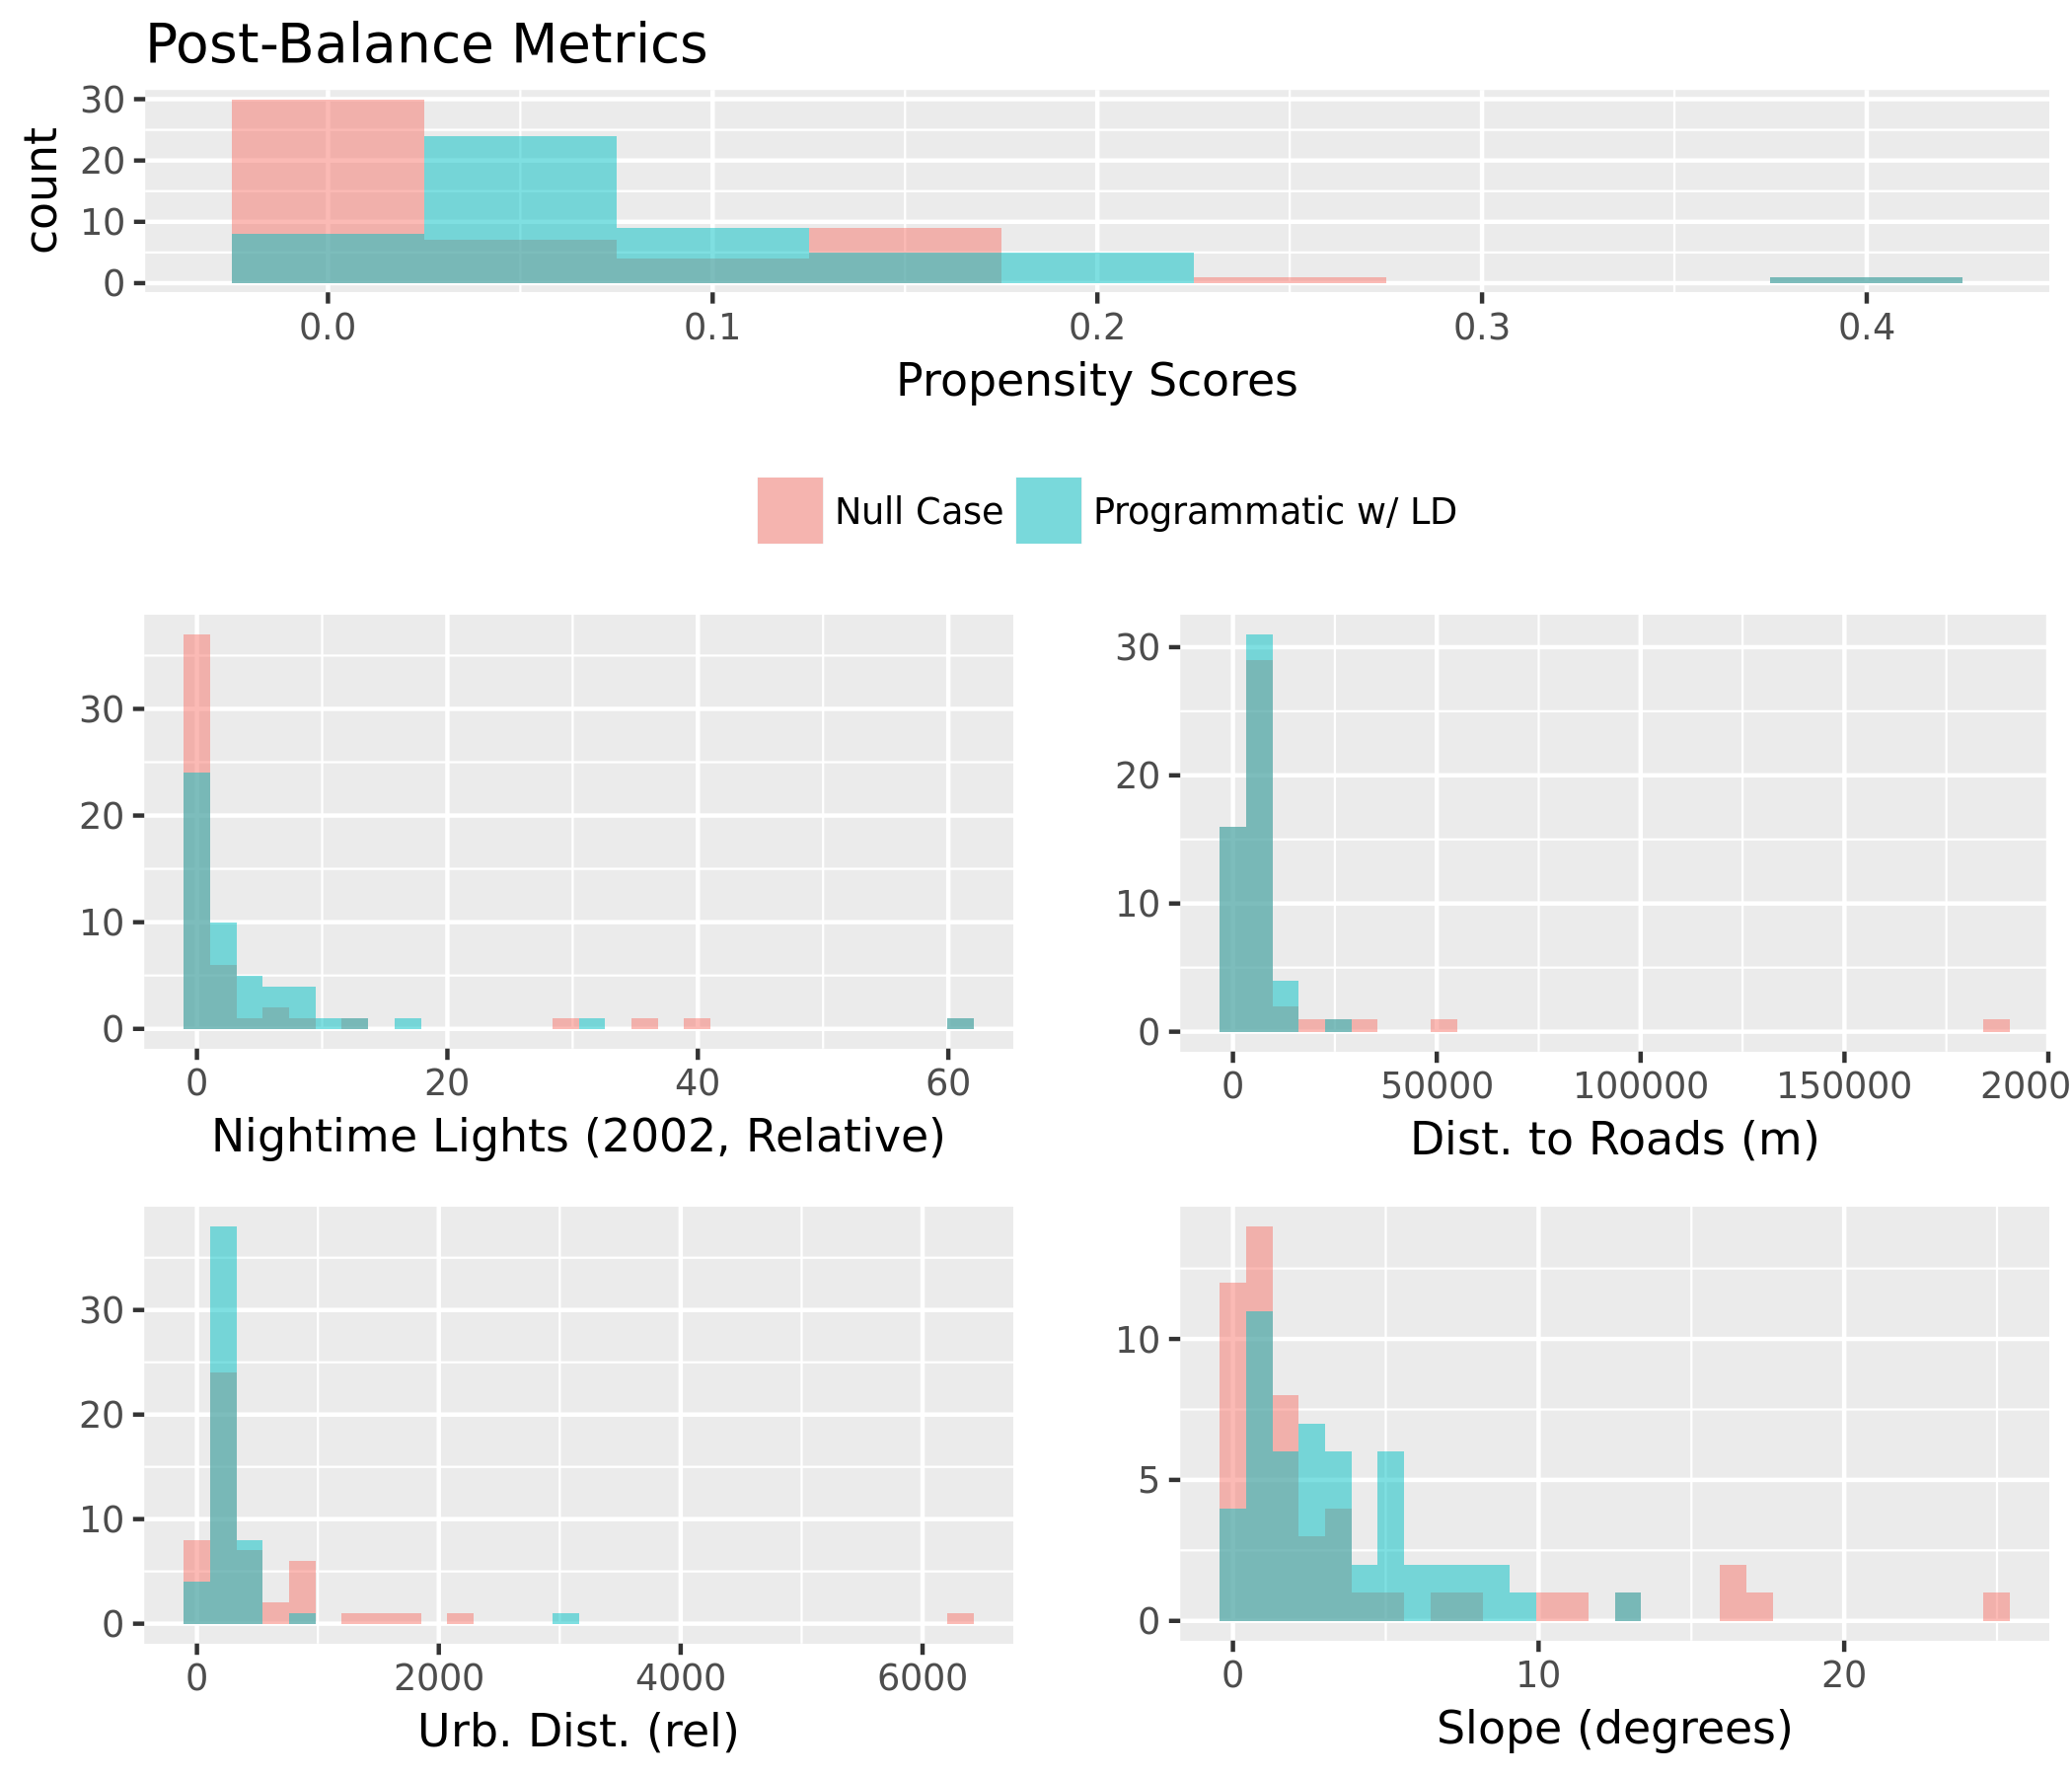 Post-Balance Metrics
count
30
20
10
0
0.0 0.1 0.2 0.3 0.4
Propensity Scores
Null Case Programmatic w/ LD
30
20
10
0
0 20 40 60
Nightime Lights (2002, Relative)
30
20
10
0
0 50000 100000 150000 2000
Dist. to Roads (m)
30
20
10
0
0 2000 4000 6000
Urb. Dist. (rel)
10
5
0
0 10 20
Slope (degrees)